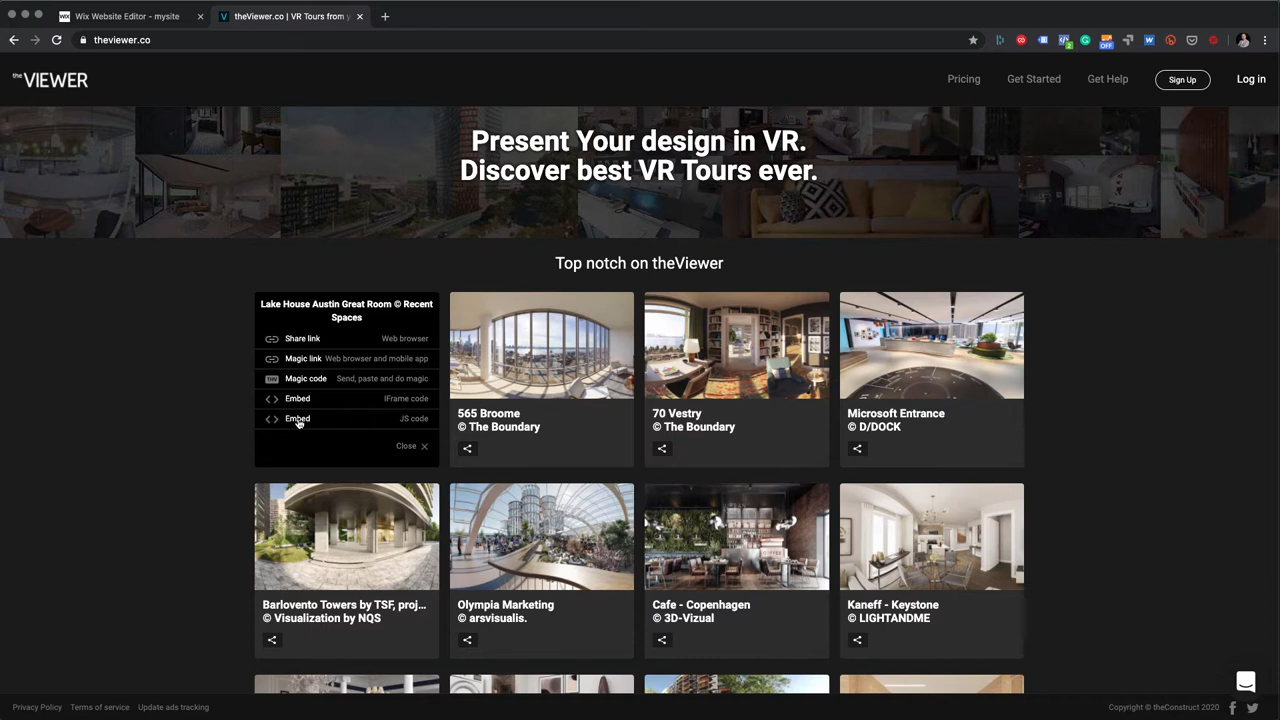 Wix Website Editor - mysite
theViewer.co | VR Tours from y
theviewer.co
2
OFF
the VIEWER
Pricing
Get Started
Get Help
Sign Up
Log in
Present Your design in VR.
Discover best VR Tours ever.
Top notch on theViewer
Lake House Austin Great Room © Recent
Spaces
Share link Web browser
Magic link Web browser and mobile app
THV Magic code Send, paste and do magic
Embed IFrame code
Embed JS code
Close
565 Broome
© The Boundary
70 Vestry
© The Boundary
Microsoft Entrance
© D/DOCK
Barlovento Towers by TSF, proj...
© Visualization by NQS
Olympia Marketing
© arsvisualis.
Cafe - Copenhagen
© 3D-Vizual
Kaneff - Keystone
© LIGHTANDME
Privacy Policy Terms of service Update ads tracking
Copyright © theConstruct 2020